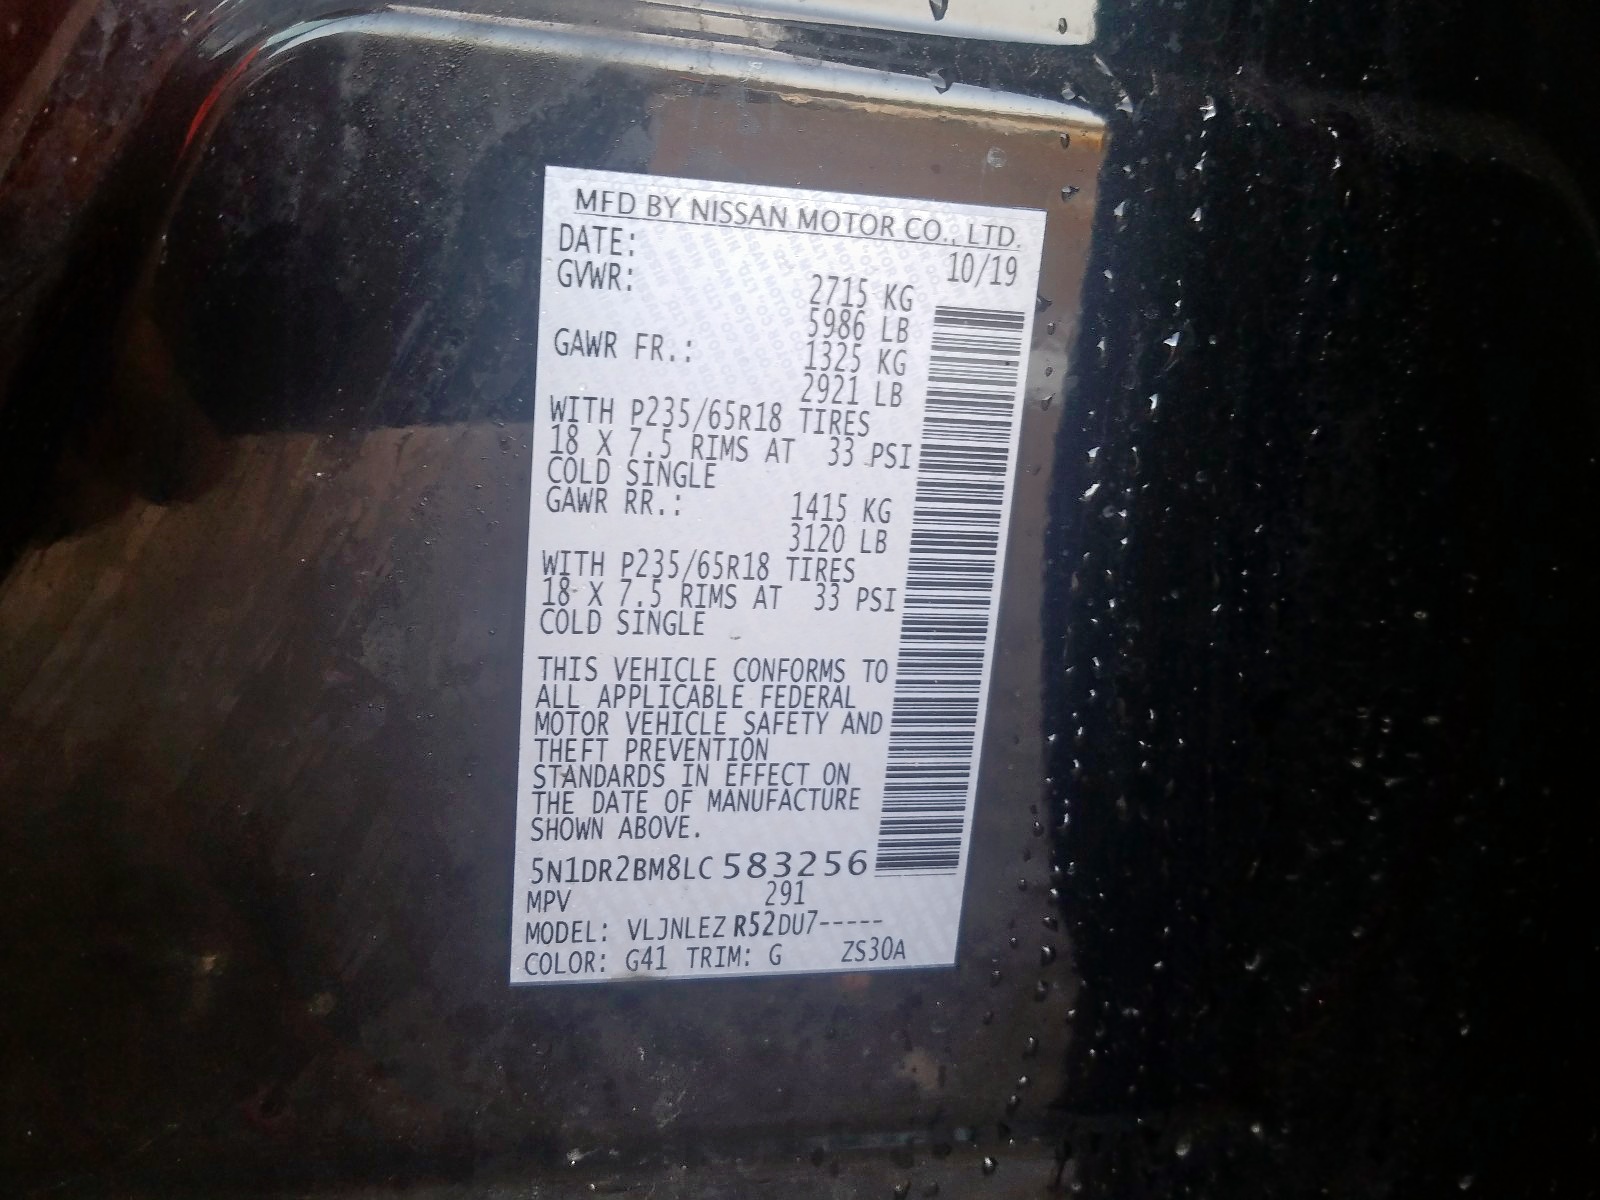 MFD BY NISSAN MOTOR CO., LTD.
DATE: 10/19
GVWR: 2715 KG
5986 LB
GAWR FR.: 1325 KG
2921 LB
WITH P235/65R18 TIRES
18 X 7.5 RIMS AT 33 PSI
COLD SINGLE
GAWR RR.: 1415 KG
3120 LB
WITH P235/65R18 TIRES
18 X 7.5 RIMS AT 33 PSI
COLD SINGLE
THIS VEHICLE CONFORMS TO
ALL APPLICABLE FEDERAL
MOTOR VEHICLE SAFETY AND
THEFT PREVENTION
STANDARDS IN EFFECT ON
THE DATE OF MANUFACTURE
SHOWN ABOVE.
5N1DR2BM8LC 583256
MPV 291
MODEL: VLJNLEZ R52DU7-----
COLOR: G41 TRIM: G ZS30A